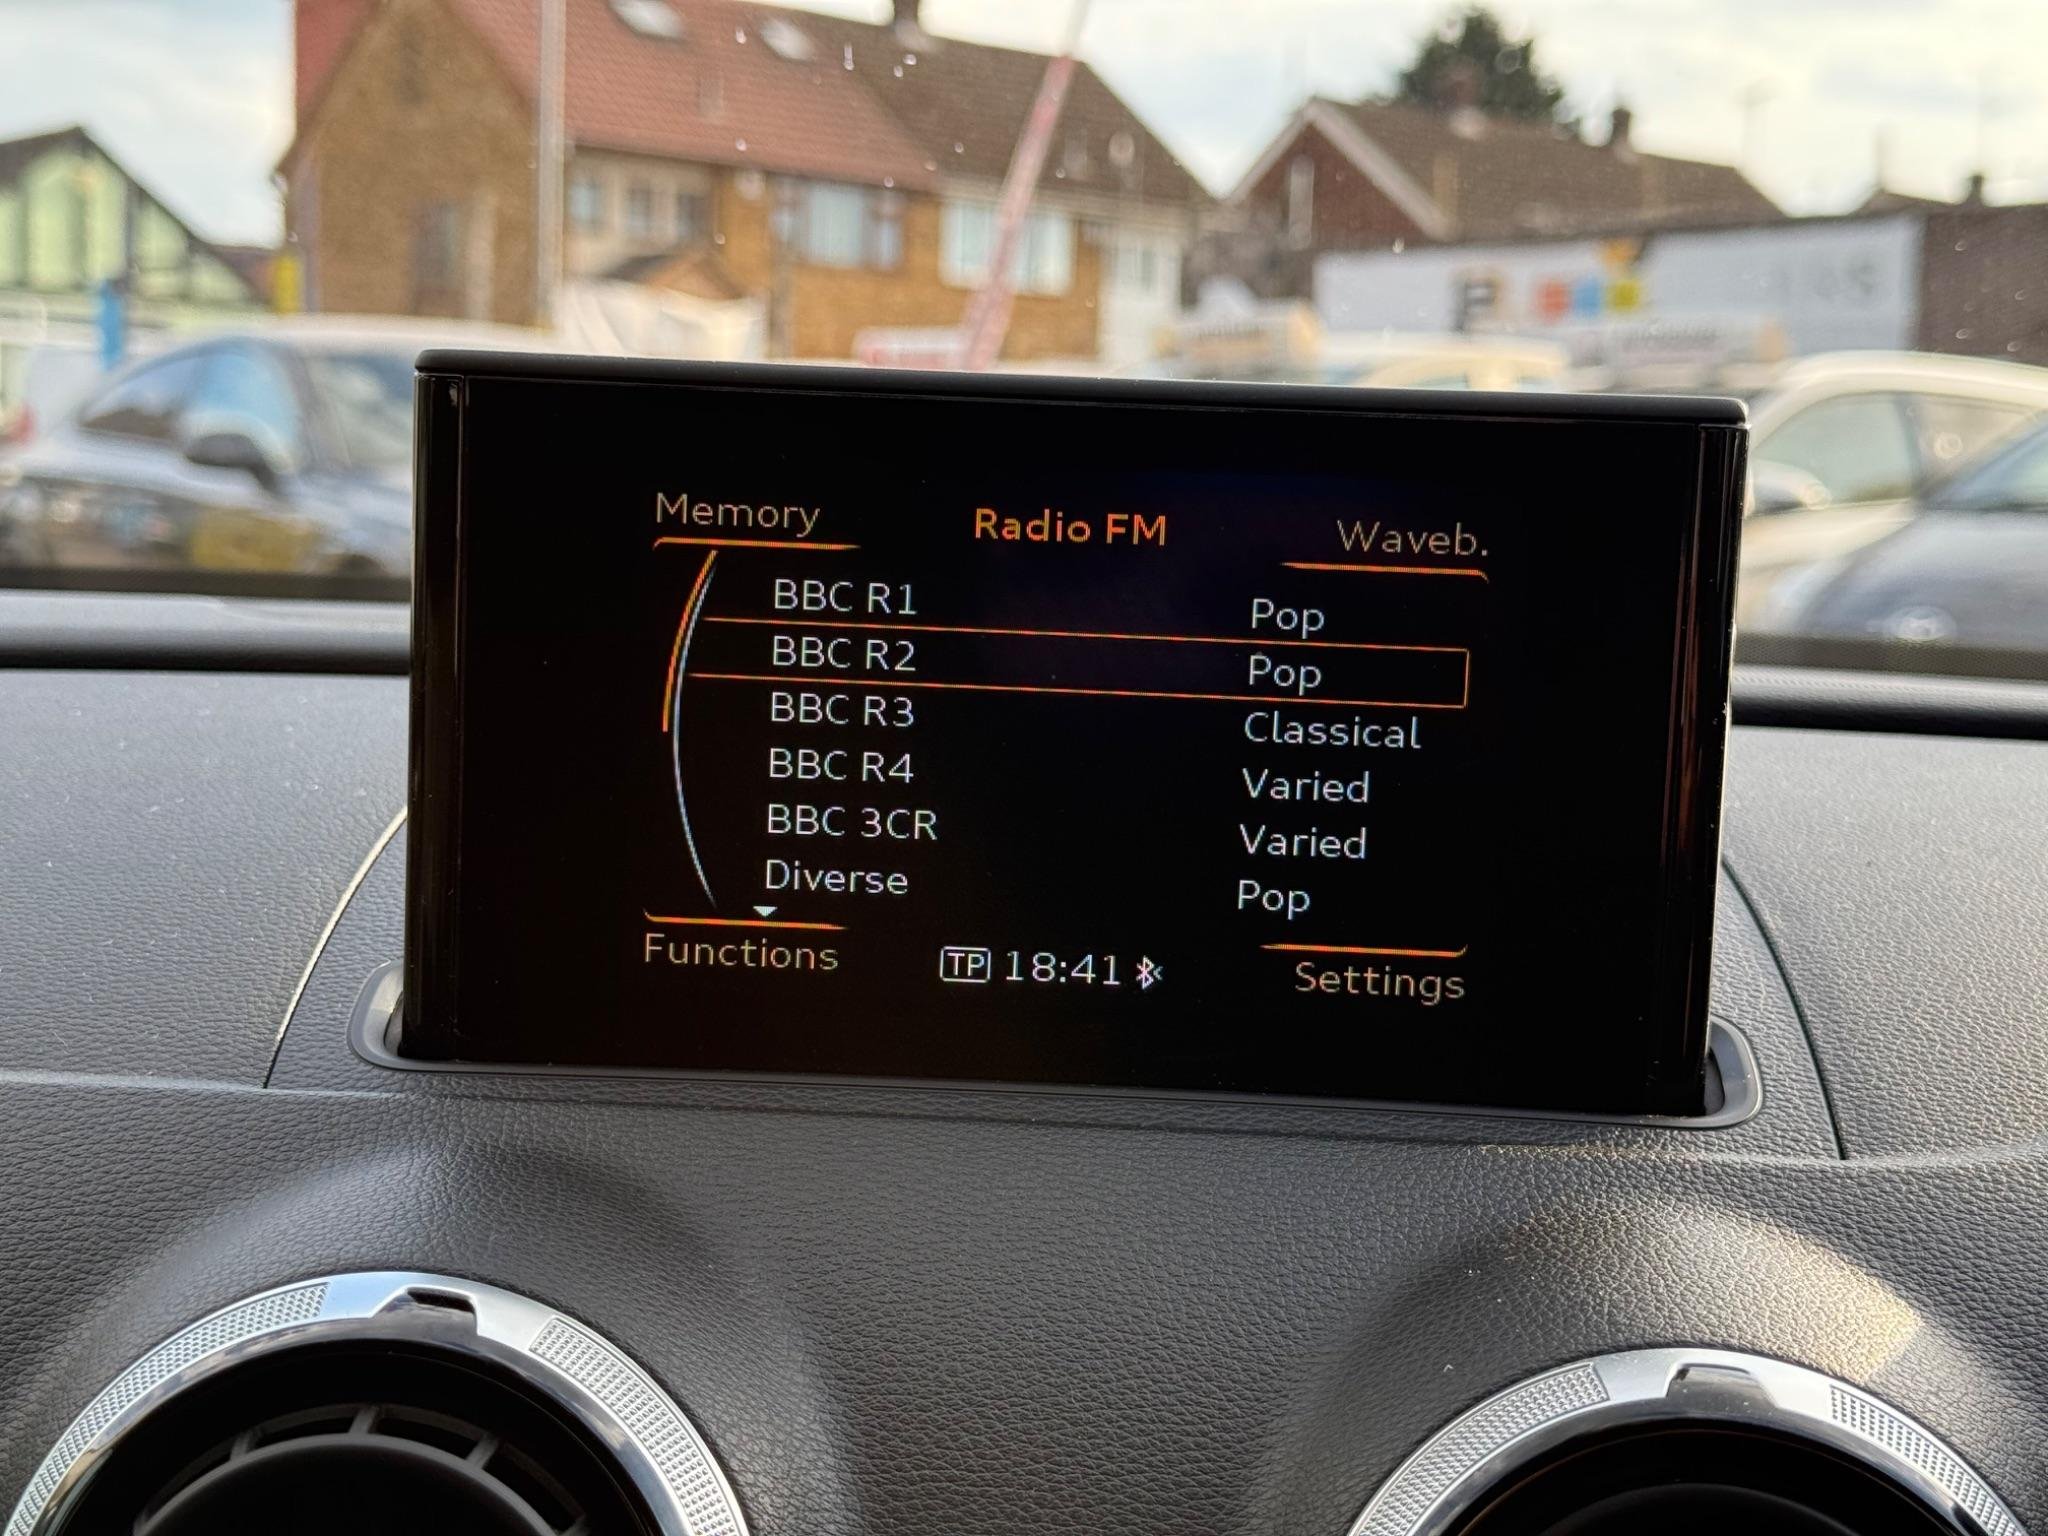 Memory Radio FM Waveb.
BBC R1 Pop
BBC R2 Pop
BBC R3 Classical
BBC R4 Varied
BBC 3CR Varied
Diverse Pop
Functions TP 18:41 Settings